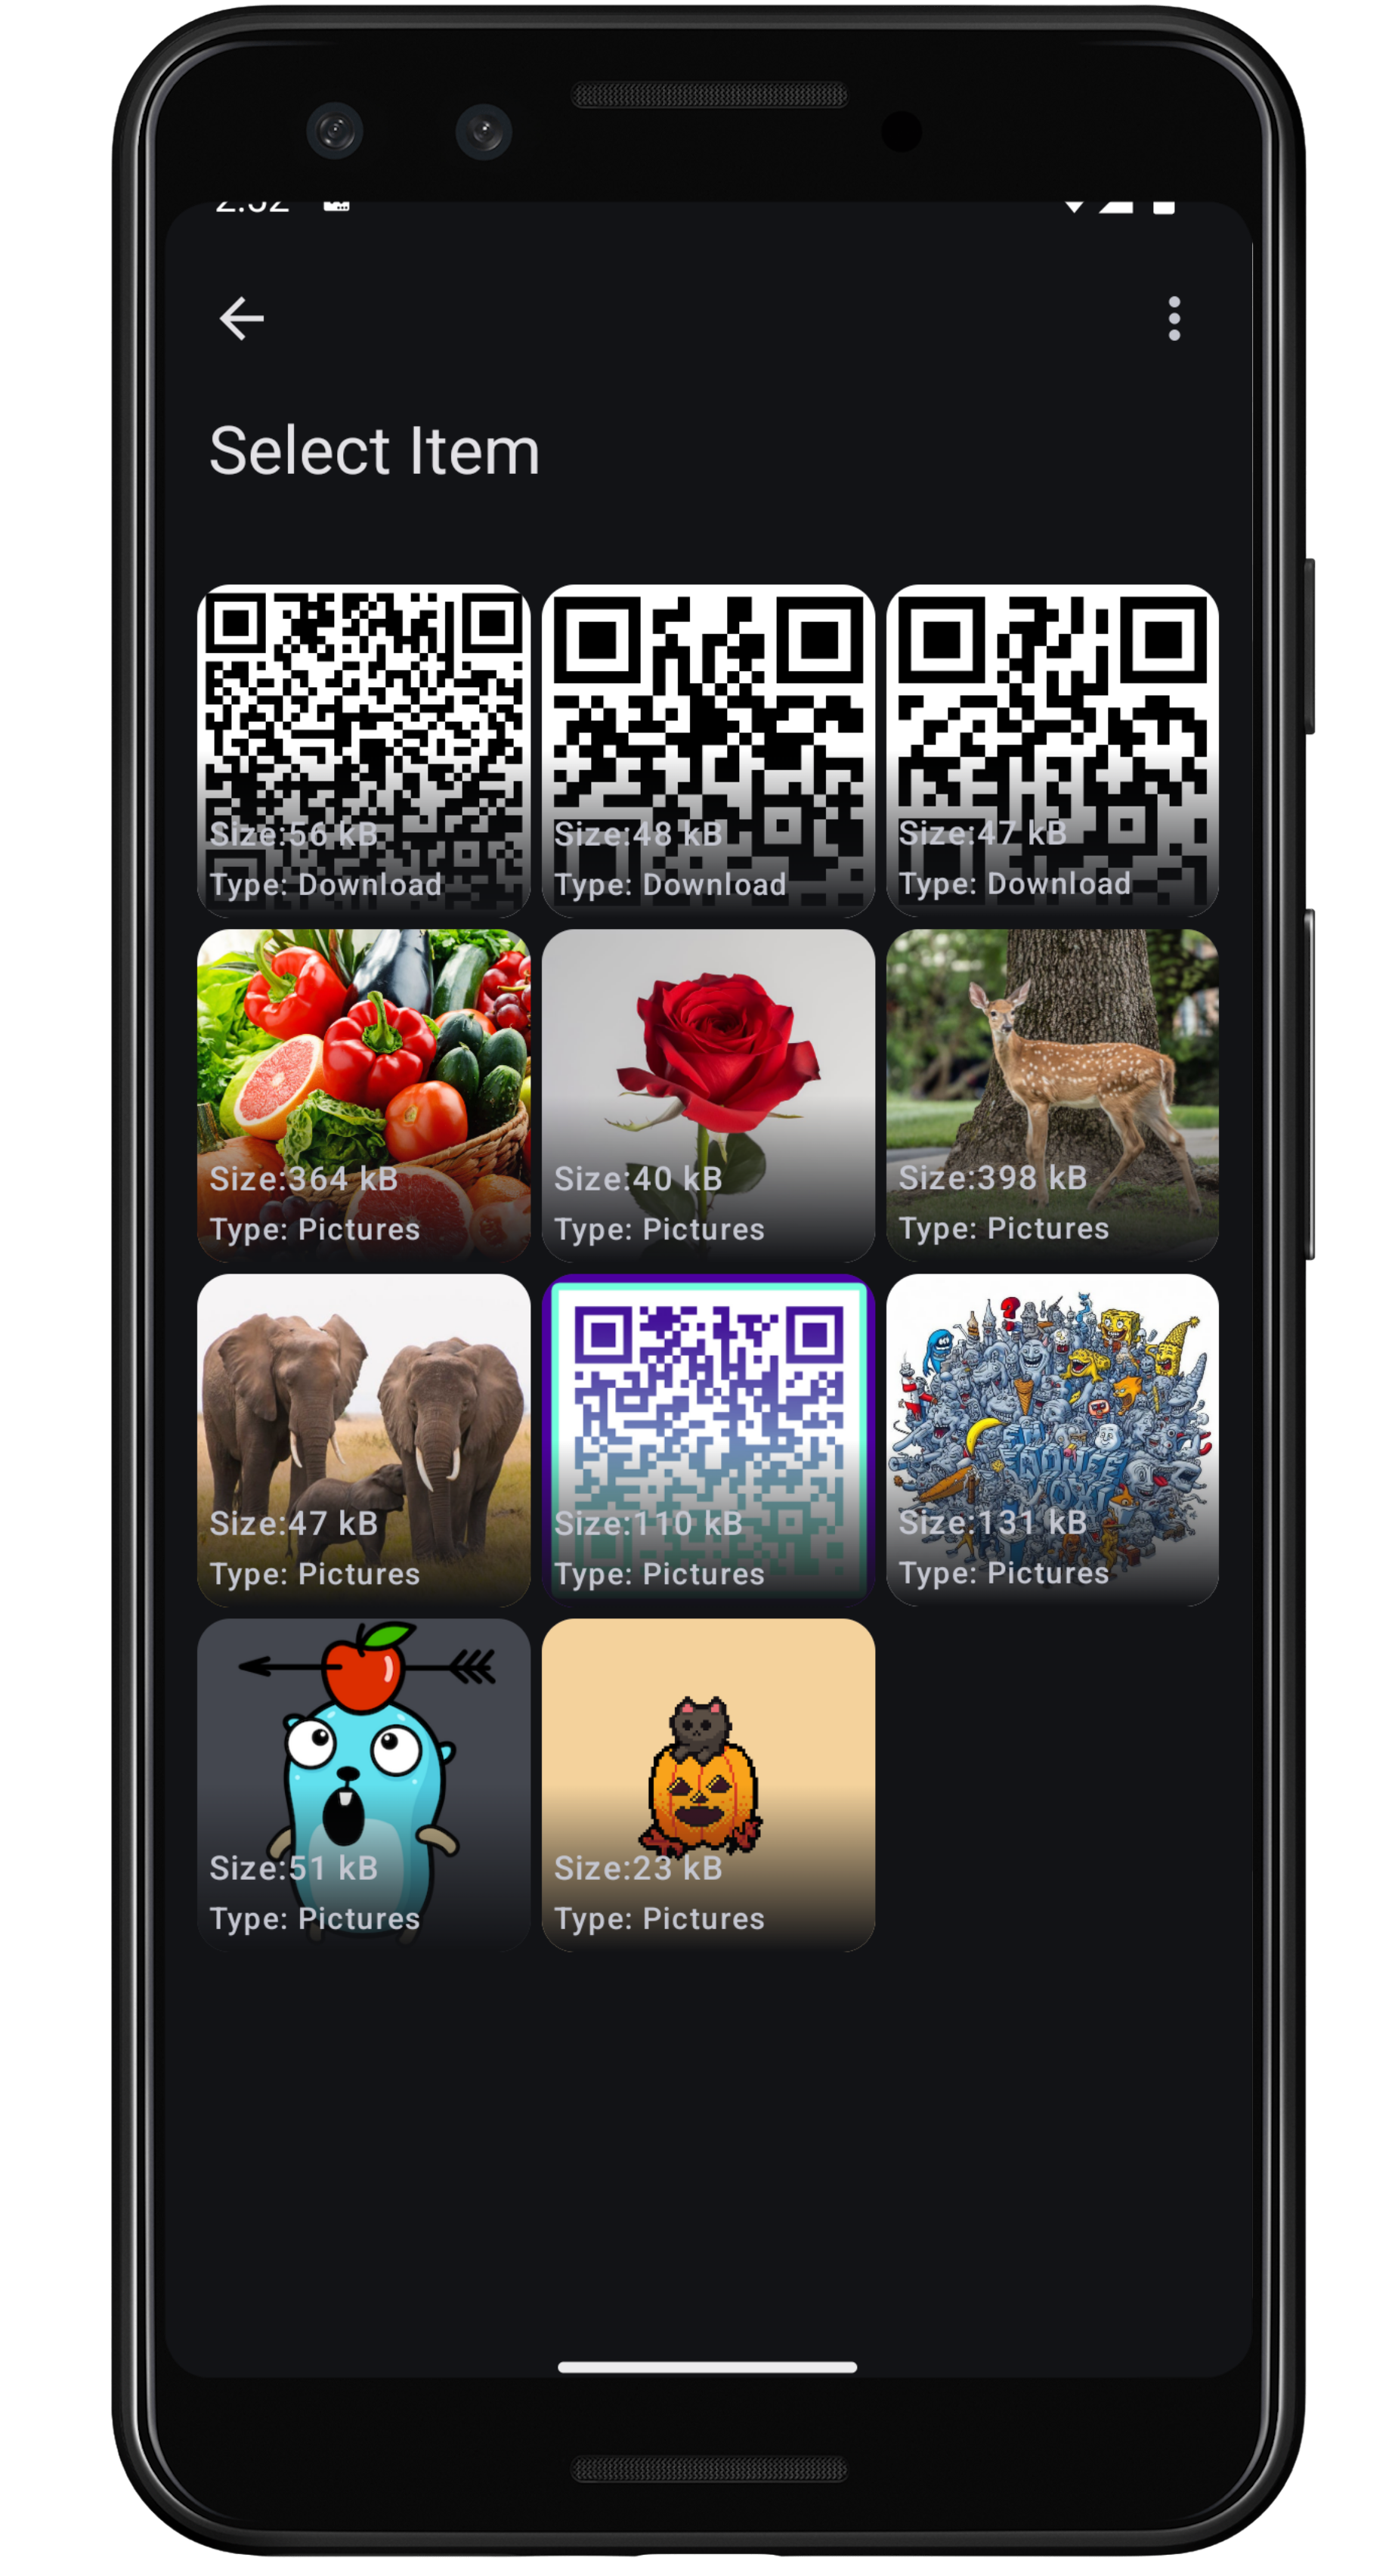 Select Item
Size:56 kB
Type: Download
Size:48 kB
Type: Download
Size:47 kB
Type: Download
Size:364 kB
Type: Pictures
Size:40 kB
Type: Pictures
Size:398 kB
Type: Pictures
Size:47 kB
Type: Pictures
Size:110 kB
Type: Pictures
Size:131 kB
Type: Pictures
Size:51 kB
Type: Pictures
Size:23 kB
Type: Pictures